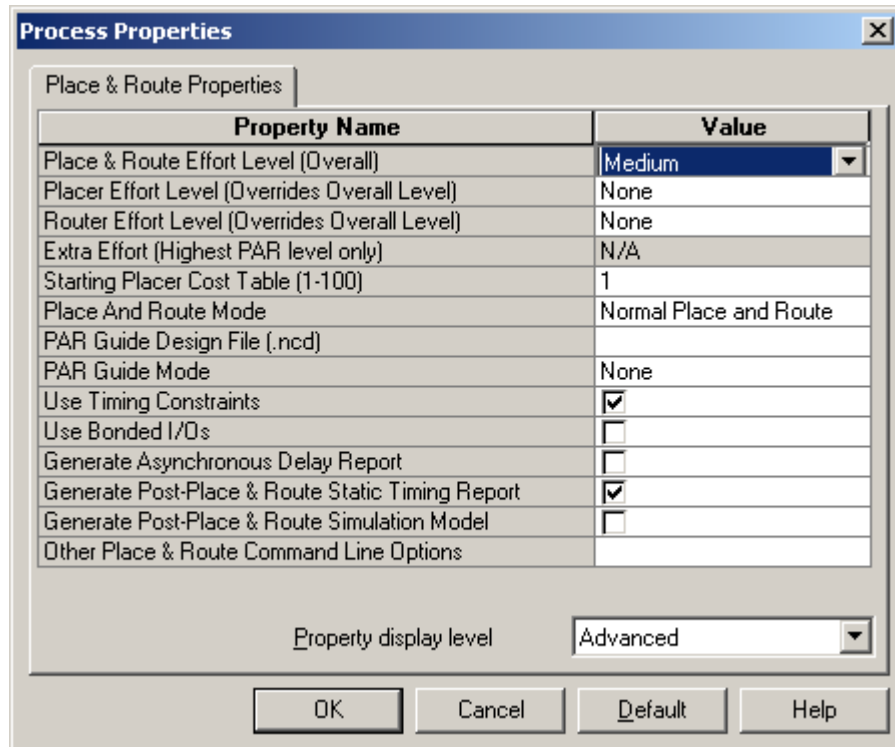 Process Properties
Place & Route Properties
Property Name Value
Place & Route Effort Level (Overall) Medium
Placer Effort Level (Overrides Overall Level) None
Router Effort Level (Overrides Overall Level) None
Extra Effort (Highest PAR level only) N/A
Starting Placer Cost Table (1-100) 1
Place And Route Mode Normal Place and Route
PAR Guide Design File (.ncd)
PAR Guide Mode None
Use Timing Constraints
Use Bonded I/Os
Generate Asynchronous Delay Report
Generate Post-Place & Route Static Timing Report
Generate Post-Place & Route Simulation Model
Other Place & Route Command Line Options
Property display level Advanced
OK Cancel Default Help